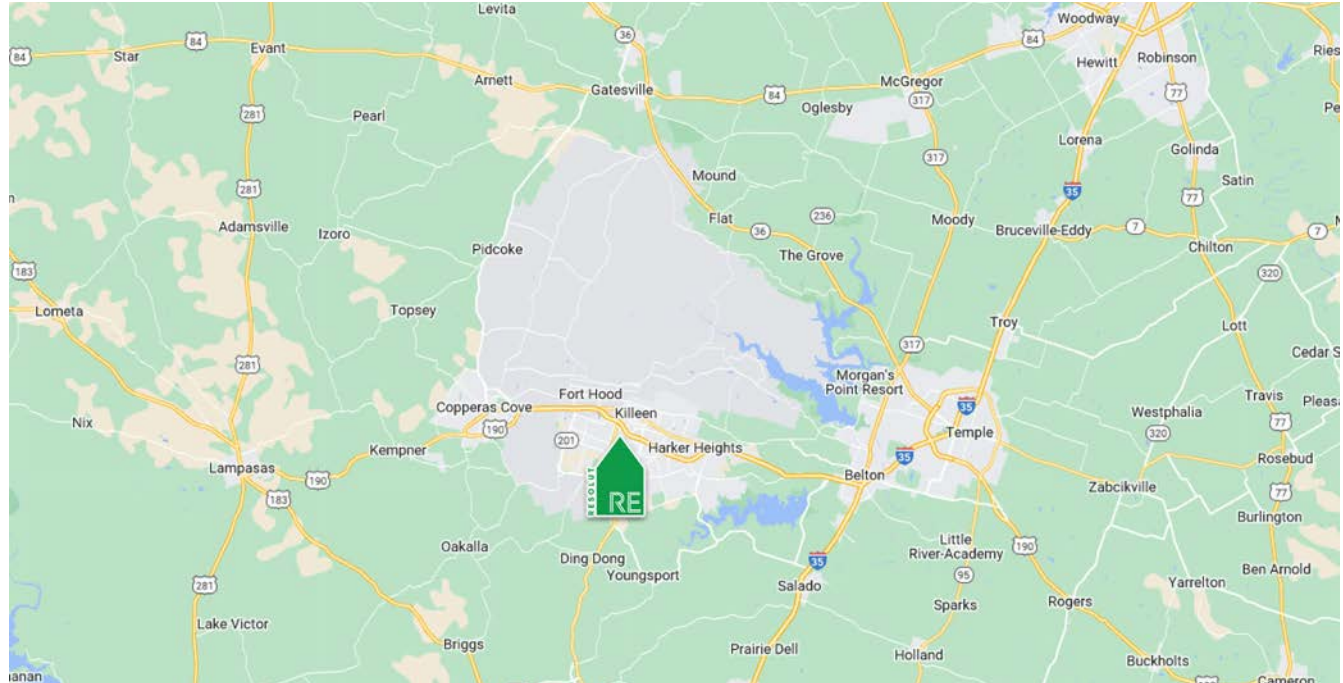 Levita
Woodway
84
84
Star
Evant
36
84
Hewitt
Robinson
Ries
84
Arnett
Gatesville
84
McGregor
317
77
Pe
281
Pearl
Oglesby
Lorena
Golinda
317
Mound
Satin
281
35
77
Adamsville
Izoro
Flat
236
Moody
36
Bruceville-Eddy
7
7
Pidcoke
The Grove
Chilton
183
320
Lometa
Topsey
Troy
Lott
317
Cedar S
281
Morgan's
Point Resort
Fort Hood
Travis
Pleasa
Copperas Cove
Killeen
35
Westphalia
Nix
190
201
Temple
320
Kempner
Harker Heights
35
Rosebud
Lampasas
190
Belton
77
183
Zabcikville
RESOLUT
RE
Burlington
Oakalla
Little
River-Academy
190
Ding Dong
35
Ben Arnold
Youngsport
95
281
Salado
Yarrelton
Sparks
Rogers
Lake Victor
Briggs
Prairie Dell
Holland
Buckholts
anan
Cameron